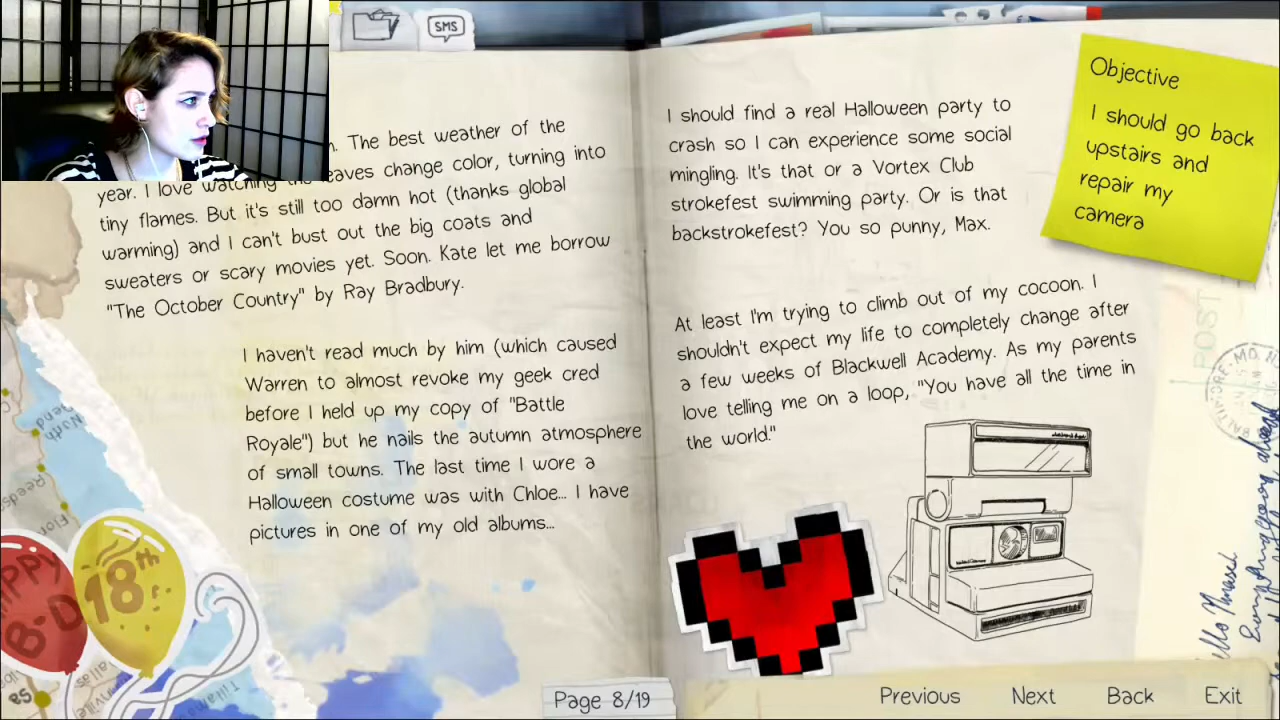 SMS
The best weather of the
year. I love watching the leaves change color, turning into
tiny flames. But it's still too damn hot (thanks global
warming) and I can't bust out the big coats and
sweaters or scary movies yet. Soon. Kate let me borrow
"The October Country" by Ray Bradbury.
I haven't read much by him (which caused
Warren to almost revoke my geek cred
before I held up my copy of "Battle
Royale") but he nails the autumn atmosphere
of small towns. The last time I wore a
Halloween costume was with Chloe... I have
pictures in one of my old albums...
I should find a real Halloween party to
crash so I can experience some social
mingling. It's that or a Vortex Club
strokefest swimming party. Or is that
backstrokefest? You so punny, Max.
At least I'm trying to climb out of my cocoon. I
shouldn't expect my life to completely change after
a few weeks of Blackwell Academy. As my parents
love telling me on a loop, "You have all the time in
the world."
Objective
I should go back
upstairs and
repair my
camera
POST
North
Bend
18th
B-D
Page 8/19
Previous
Next
Back
Exit